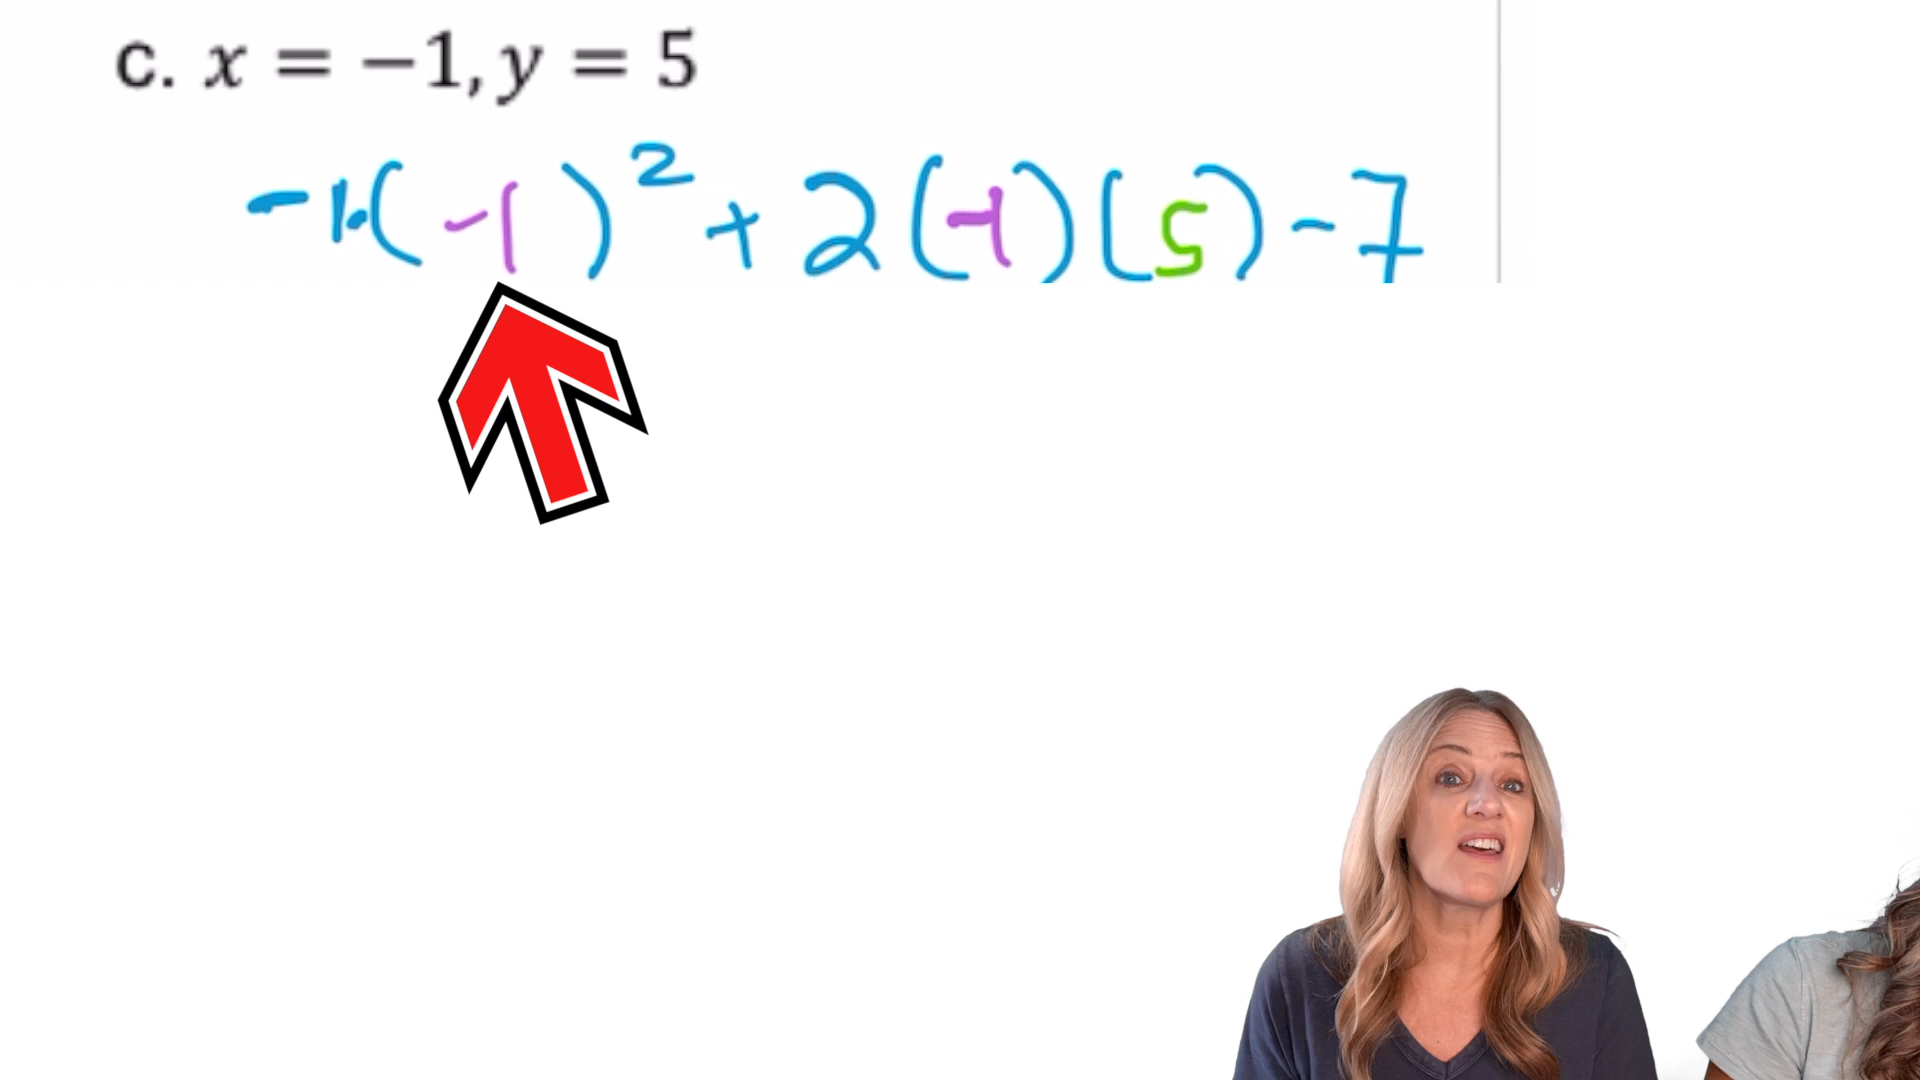 c. x = −1, y = 5
-1·(-1)² + 2(-1)(5) - 7